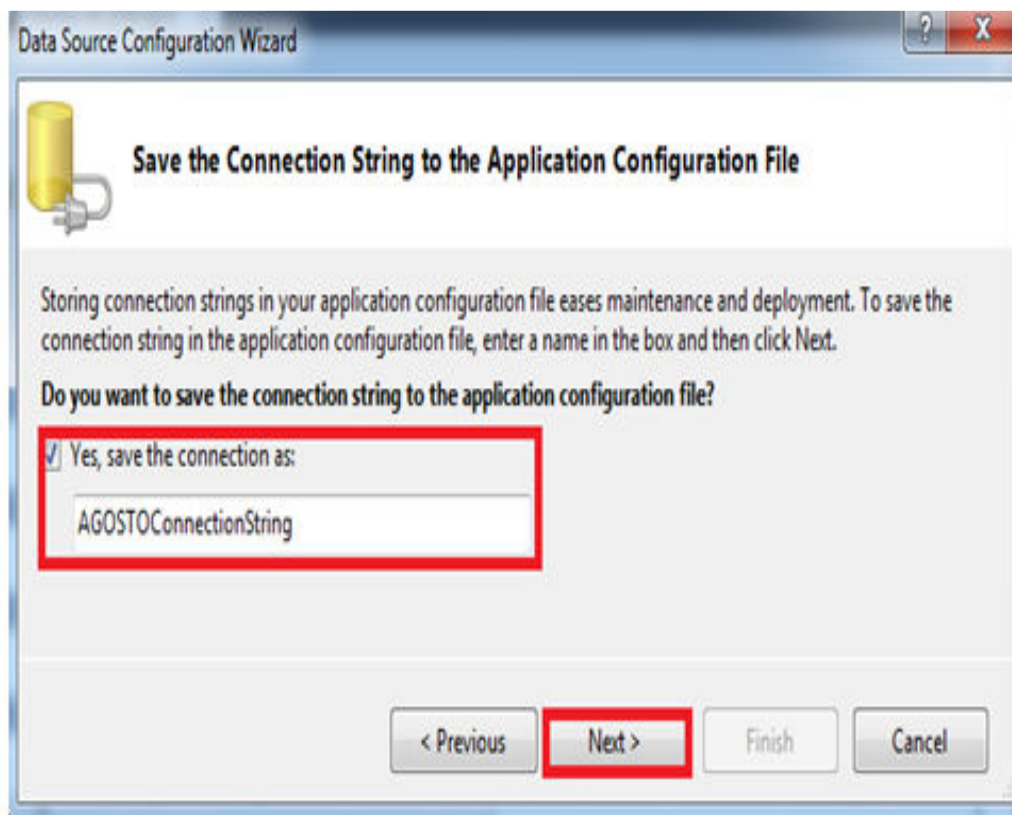 Data Source Configuration Wizard
? X
Save the Connection String to the Application Configuration File
Storing connection strings in your application configuration file eases maintenance and deployment. To save the
connection string in the application configuration file, enter a name in the box and then click Next.
Do you want to save the connection string to the application configuration file?
Yes, save the connection as:
AGOSTOConnectionString
< Previous
Next >
Finish
Cancel